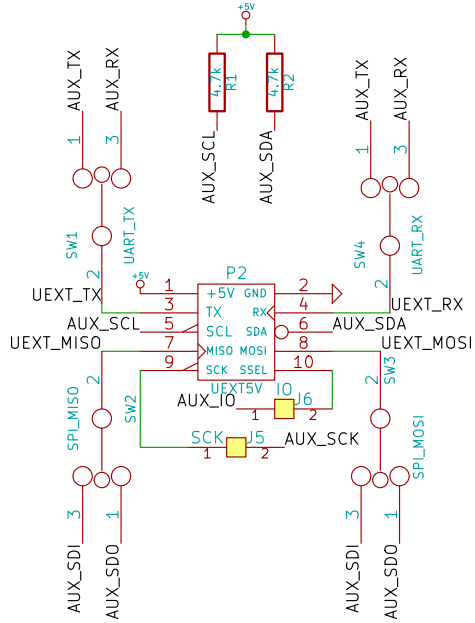 +5V
AUX_TX
AUX_RX
1
3
SW1
UART_TX
2
4.7k
R1
4.7k
R2
AUX_SCL
AUX_SDA
AUX_TX
AUX_RX
1
3
SW4
UART_RX
2
+5V
P2
1
+5V
GND
2
UEXT_TX
3
TX
RX
4
UEXT_RX
AUX_SCL
5
SCL
SDA
6
AUX_SDA
UEXT_MISO
7
MISO
MOSI
8
UEXT_MOSI
9
SCK
SSEL
10
UEXT5V
IO
AUX_IO
1
2
J6
SCK
1
J5
2
AUX_SCK
2
SW2
SPI_MISO
3
1
AUX_SDI
AUX_SDO
2
SW3
SPI_MOSI
3
1
AUX_SDI
AUX_SDO